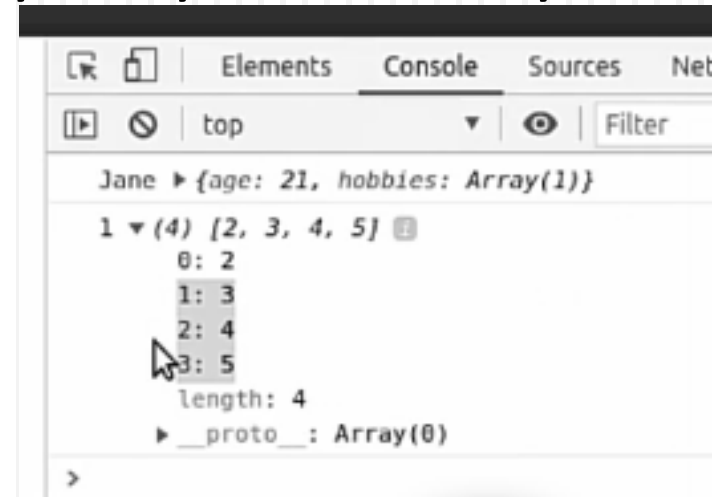 Elements Console Sources Net
top ▼ Filter
Jane ▶ {age: 21, hobbies: Array(1)}
1 ▼ (4) [2, 3, 4, 5] i
0: 2
1: 3
2: 4
3: 5
length: 4
▶ __proto__: Array(0)
>